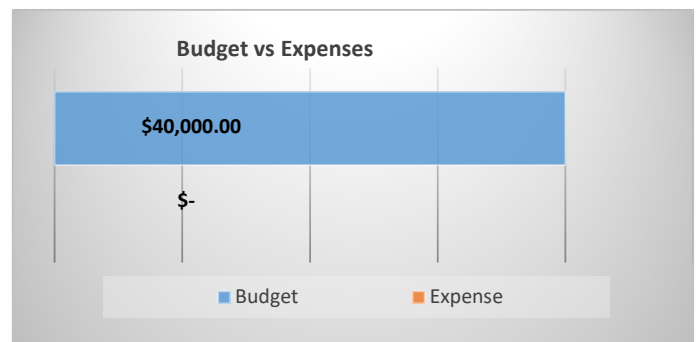 Budget vs Expenses
$40,000.00
$-
Budget Expense